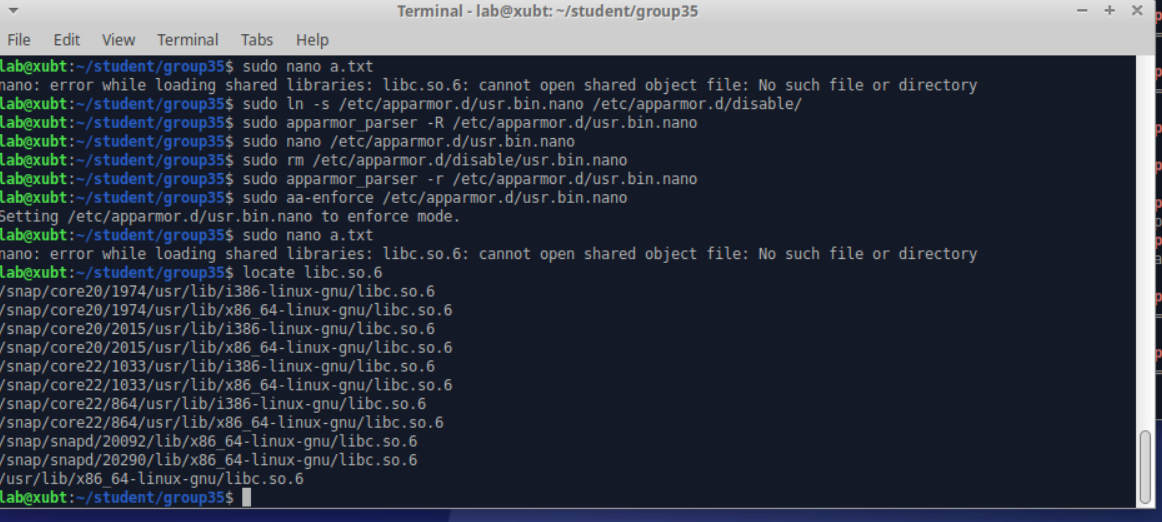 Terminal - lab@xubt: ~/student/group35
File Edit View Terminal Tabs Help
lab@xubt:~/student/group35$ sudo nano a.txt
nano: error while loading shared libraries: libc.so.6: cannot open shared object file: No such file or directory
lab@xubt:~/student/group35$ sudo ln -s /etc/apparmor.d/usr.bin.nano /etc/apparmor.d/disable/
lab@xubt:~/student/group35$ sudo apparmor_parser -R /etc/apparmor.d/usr.bin.nano
lab@xubt:~/student/group35$ sudo nano /etc/apparmor.d/usr.bin.nano
lab@xubt:~/student/group35$ sudo rm /etc/apparmor.d/disable/usr.bin.nano
lab@xubt:~/student/group35$ sudo apparmor_parser -r /etc/apparmor.d/usr.bin.nano
lab@xubt:~/student/group35$ sudo aa-enforce /etc/apparmor.d/usr.bin.nano
Setting /etc/apparmor.d/usr.bin.nano to enforce mode.
lab@xubt:~/student/group35$ sudo nano a.txt
nano: error while loading shared libraries: libc.so.6: cannot open shared object file: No such file or directory
lab@xubt:~/student/group35$ locate libc.so.6
/snap/core20/1974/usr/lib/i386-linux-gnu/libc.so.6
/snap/core20/1974/usr/lib/x86_64-linux-gnu/libc.so.6
/snap/core20/2015/usr/lib/i386-linux-gnu/libc.so.6
/snap/core20/2015/usr/lib/x86_64-linux-gnu/libc.so.6
/snap/core22/1033/usr/lib/i386-linux-gnu/libc.so.6
/snap/core22/1033/usr/lib/x86_64-linux-gnu/libc.so.6
/snap/core22/864/usr/lib/i386-linux-gnu/libc.so.6
/snap/core22/864/usr/lib/x86_64-linux-gnu/libc.so.6
/snap/snapd/20092/lib/x86_64-linux-gnu/libc.so.6
/snap/snapd/20290/lib/x86_64-linux-gnu/libc.so.6
/usr/lib/x86_64-linux-gnu/libc.so.6
lab@xubt:~/student/group35$